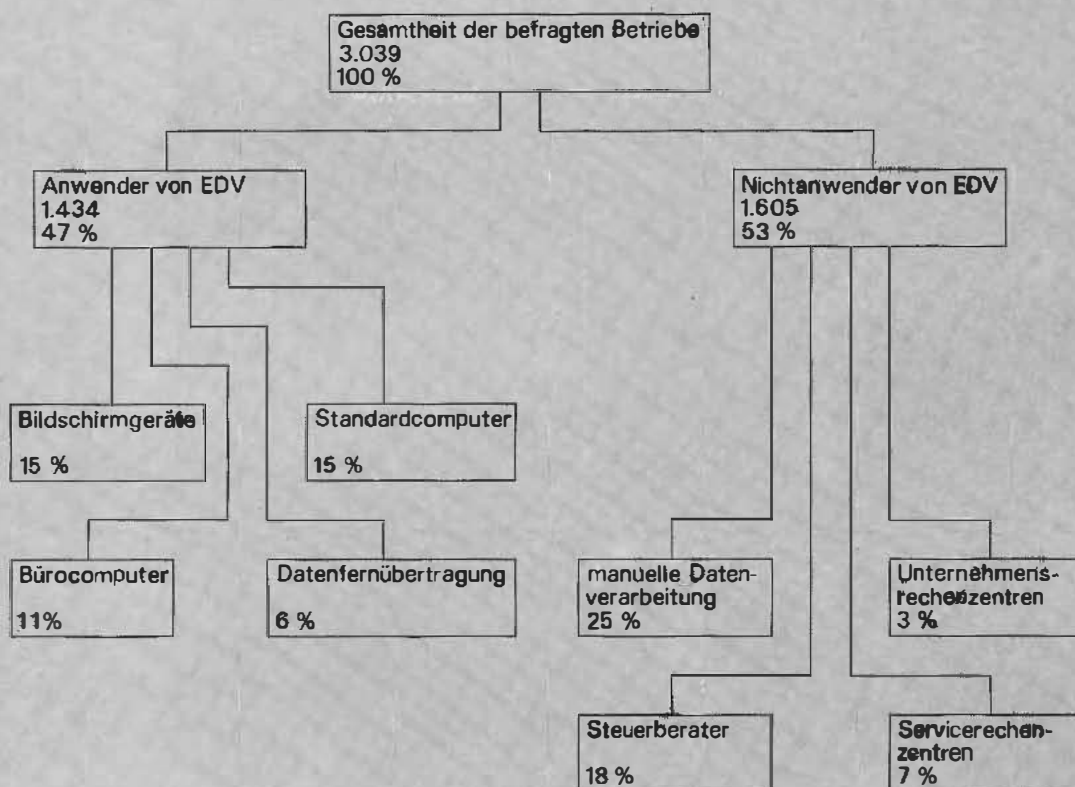 Gesamtheit der befragten Betriebe
3.039
100 %
Anwender von EDV
1.434
47 %
Nichtanwender von EDV
1.605
53 %
Bildschirmgeräte
15 %
Standardcomputer
15 %
Bürocomputer
11%
Datenfernübertragung
6 %
manuelle Daten-
verarbeitung
25 %
Unternehmens-
rechenzentren
3 %
Steuerberater
18 %
Servicerechen-
zentren
7 %